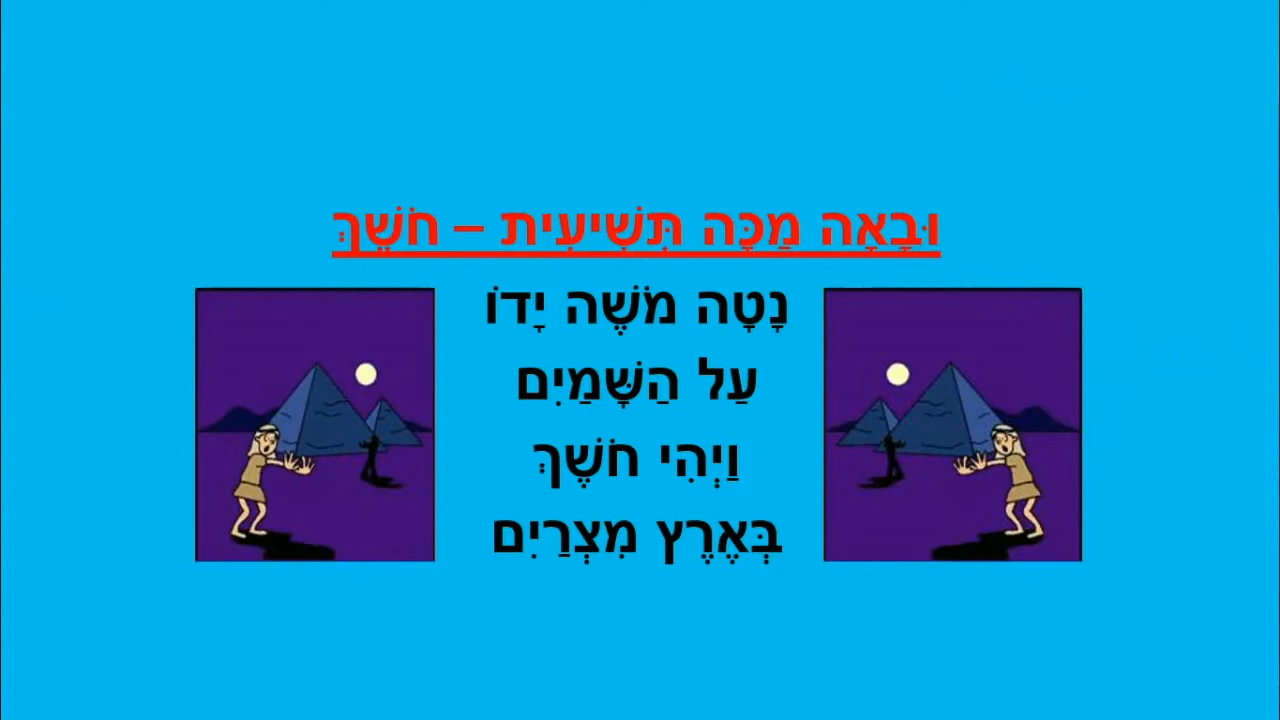 וּבָאָה מַכָּה תְּשִׁיעִית – חֹשֶׁךְ
נָטָה מֹשֶׁה יָדוֹ
עַל הַשָּׁמַיִם
וַיְהִי חֹשֶׁךְ
בְּאֶרֶץ מִצְרַיִם